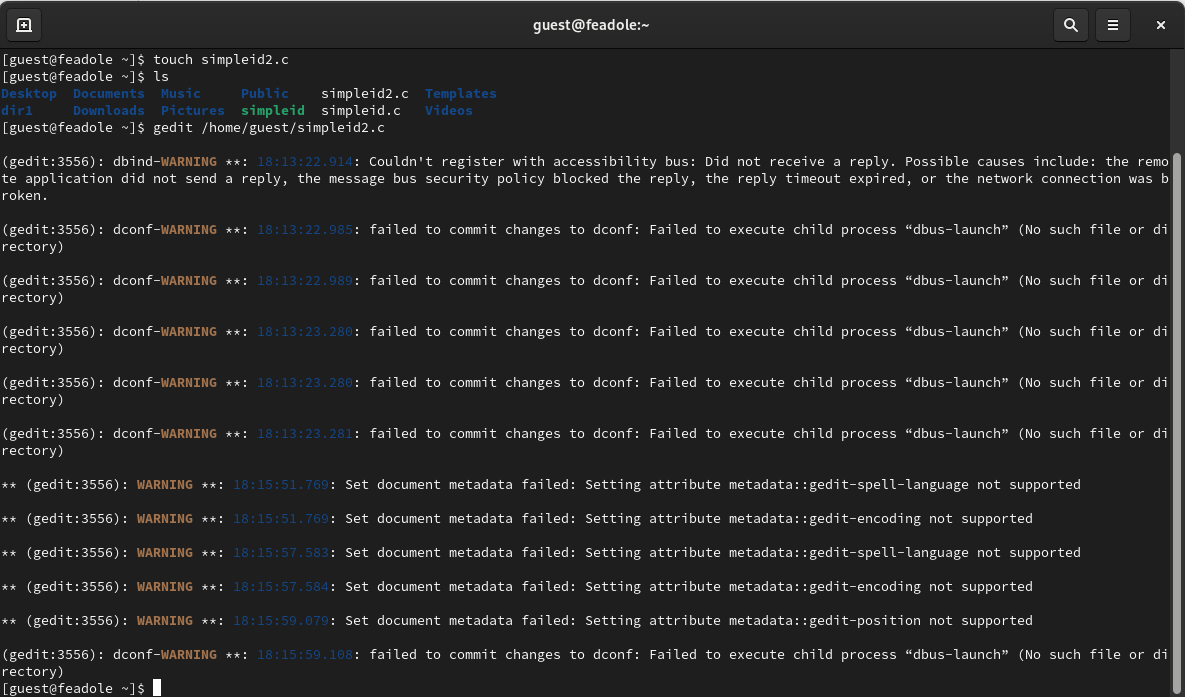 guest@feadole:~
[guest@feadole ~]$ touch simpleid2.c
[guest@feadole ~]$ ls
Desktop  Documents  Music     Public    simpleid2.c  Templates
dir1     Downloads  Pictures  simpleid  simpleid.c   Videos
[guest@feadole ~]$ gedit /home/guest/simpleid2.c
(gedit:3556): dbind-WARNING **: 18:13:22.914: Couldn't register with accessibility bus: Did not receive a reply. Possible causes include: the remo
te application did not send a reply, the message bus security policy blocked the reply, the reply timeout expired, or the network connection was b
roken.
(gedit:3556): dconf-WARNING **: 18:13:22.985: failed to commit changes to dconf: Failed to execute child process “dbus-launch” (No such file or di
rectory)
(gedit:3556): dconf-WARNING **: 18:13:22.989: failed to commit changes to dconf: Failed to execute child process “dbus-launch” (No such file or di
rectory)
(gedit:3556): dconf-WARNING **: 18:13:23.280: failed to commit changes to dconf: Failed to execute child process “dbus-launch” (No such file or di
rectory)
(gedit:3556): dconf-WARNING **: 18:13:23.280: failed to commit changes to dconf: Failed to execute child process “dbus-launch” (No such file or di
rectory)
(gedit:3556): dconf-WARNING **: 18:13:23.281: failed to commit changes to dconf: Failed to execute child process “dbus-launch” (No such file or di
rectory)
** (gedit:3556): WARNING **: 18:15:51.769: Set document metadata failed: Setting attribute metadata::gedit-spell-language not supported
** (gedit:3556): WARNING **: 18:15:51.769: Set document metadata failed: Setting attribute metadata::gedit-encoding not supported
** (gedit:3556): WARNING **: 18:15:57.583: Set document metadata failed: Setting attribute metadata::gedit-spell-language not supported
** (gedit:3556): WARNING **: 18:15:57.584: Set document metadata failed: Setting attribute metadata::gedit-encoding not supported
** (gedit:3556): WARNING **: 18:15:59.079: Set document metadata failed: Setting attribute metadata::gedit-position not supported
(gedit:3556): dconf-WARNING **: 18:15:59.108: failed to commit changes to dconf: Failed to execute child process “dbus-launch” (No such file or di
rectory)
[guest@feadole ~]$